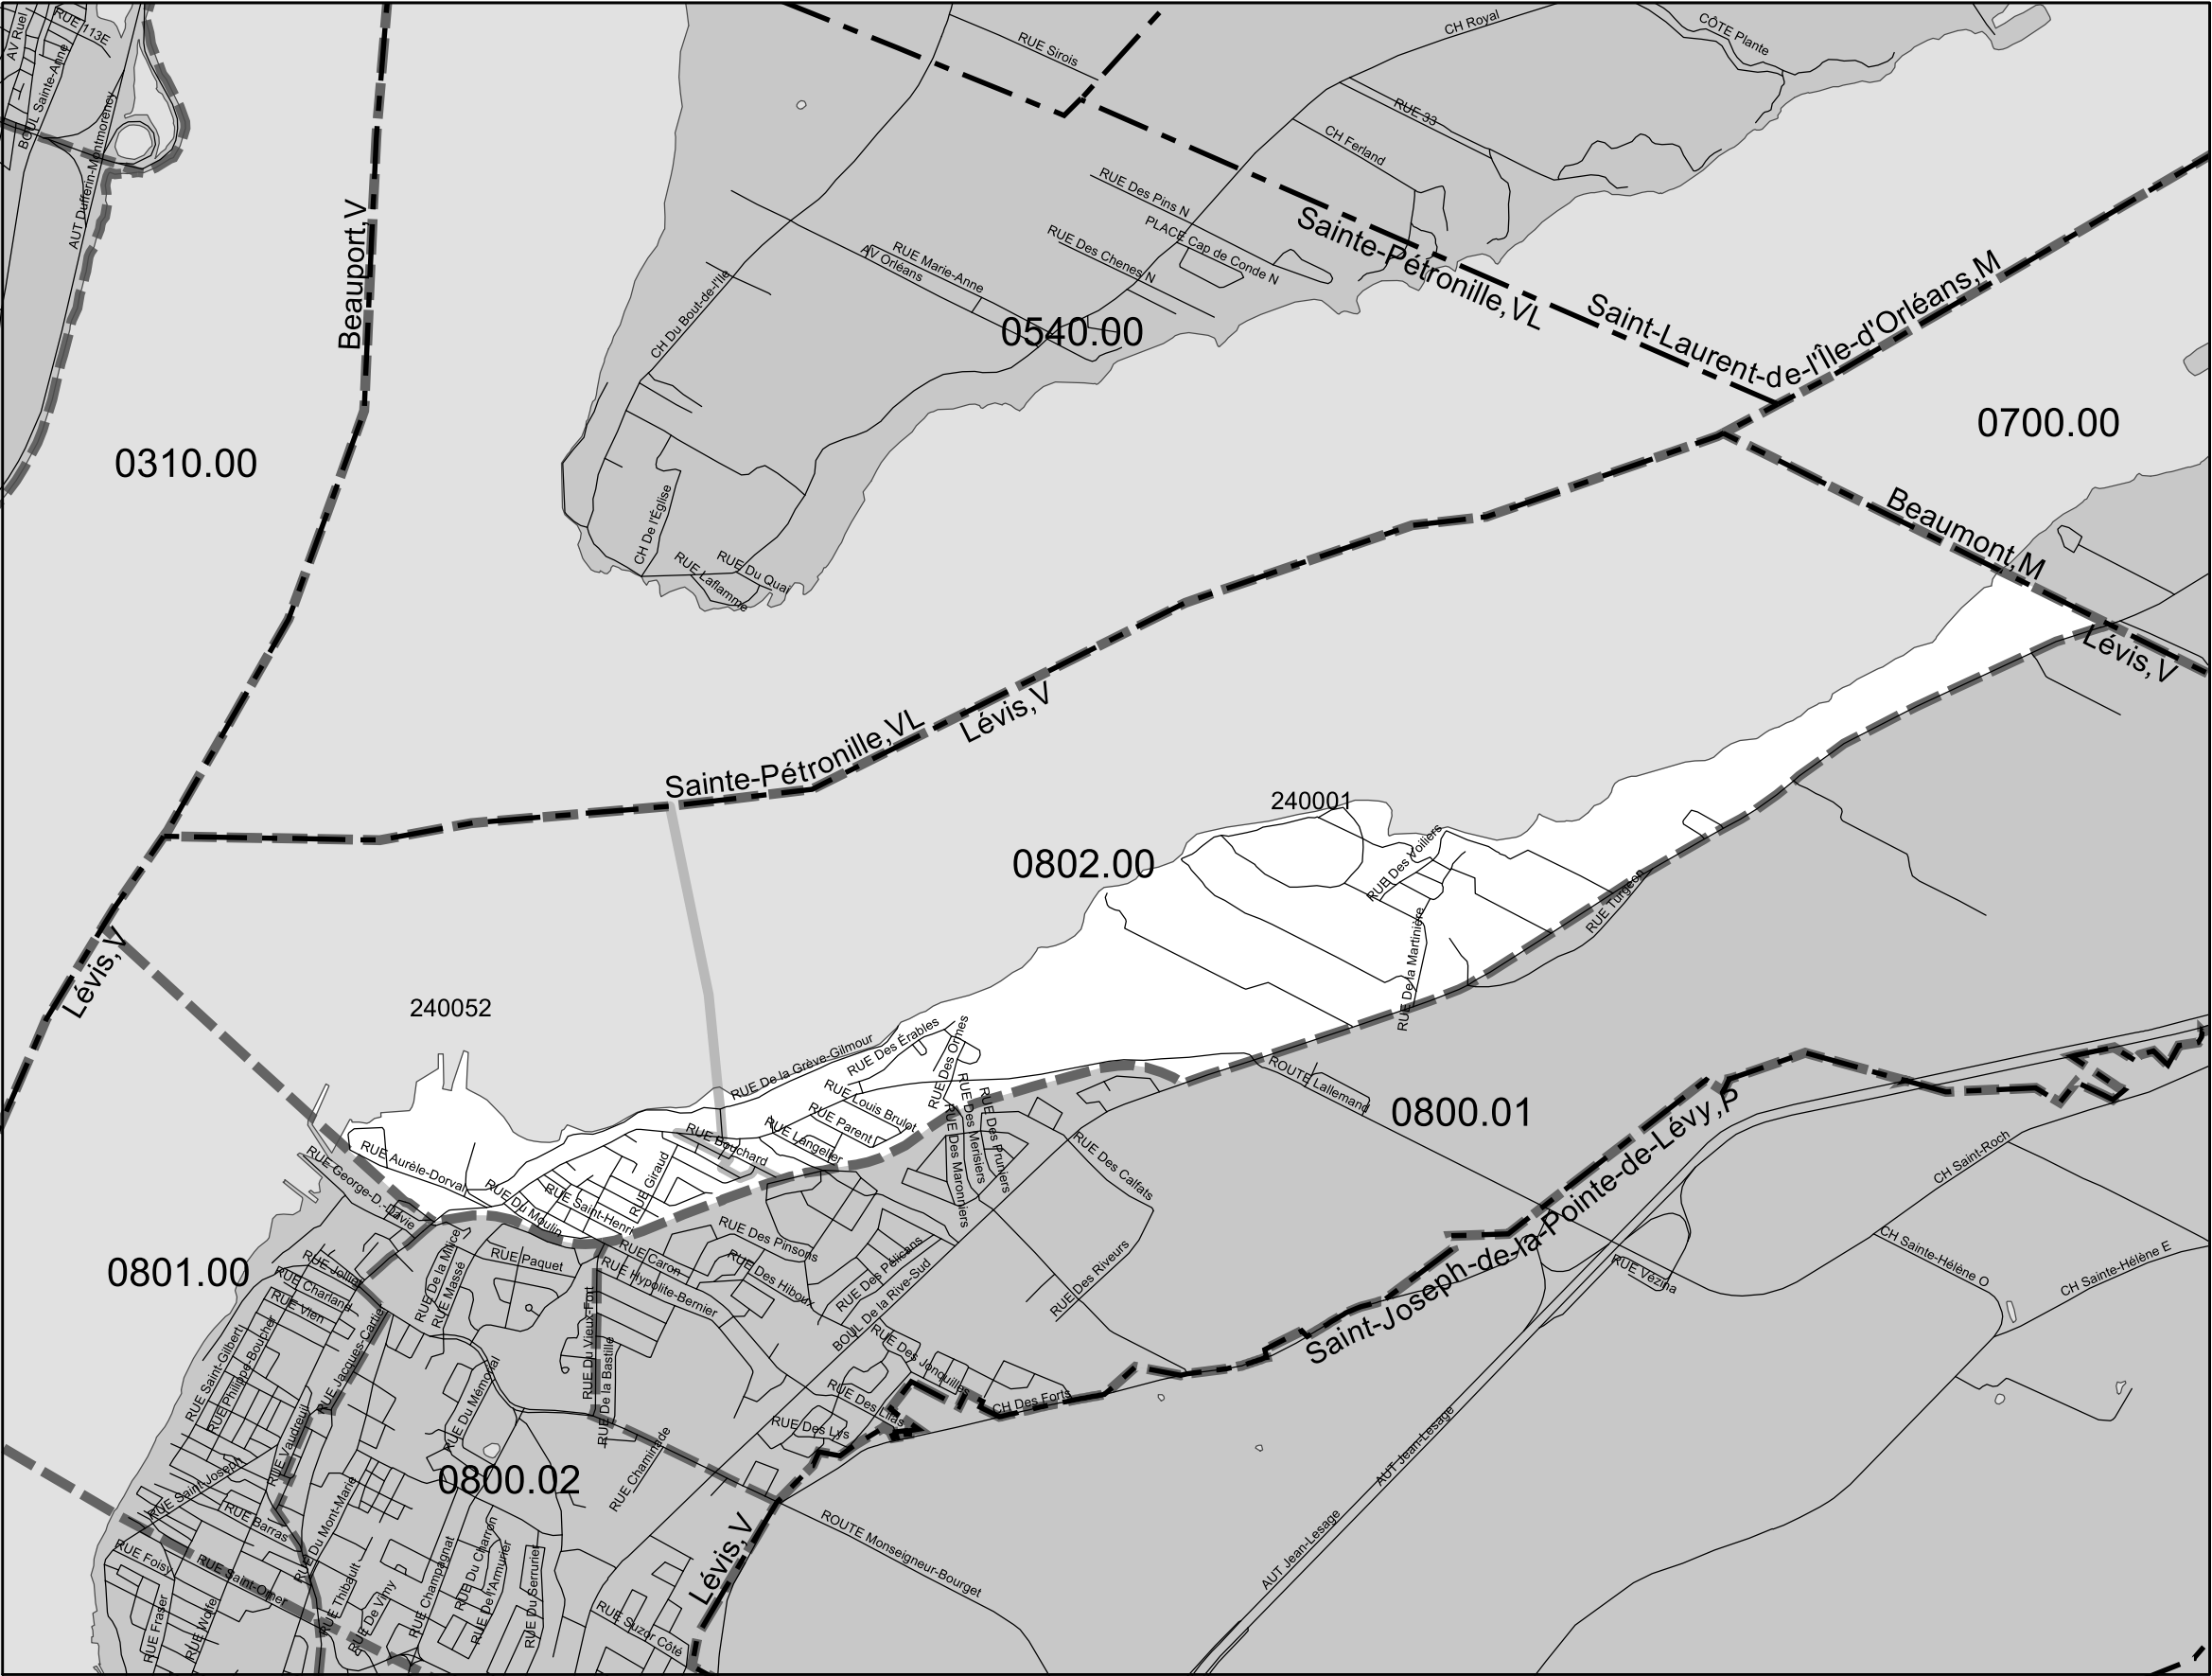 RUE 113E
AV Ruel
BOUL Sainte-Anne
AUT Dufferin-Montmorency
Beauport,V
0310.00
RUE Sirois
CH Royal
CÔTE Plante
RUE 33
CH Ferland
RUE Des Pins N
PLACE Cap de Conde N
RUE Des Chenes N
RUE Marie-Anne
AV Orléans
CH Du Bout-de-l'Ile
0540.00
Sainte-Pétronille,VL
Saint-Laurent-de-l'Île-d'Orléans,M
0700.00
Beaumont,M
Lévis,V
CH De l'Église
RUE Laflamme
RUE Du Quai
Sainte-Pétronille,VL
Lévis,V
Lévis,V
240001
0802.00
RUE Des Voiliers
RUE De la Martinière
RUE Turgeon
240052
RUE De la Grève-Gilmour
RUE Des Érables
RUE Des Ormes
RUE Louis Brulot
RUE Parent
RUE Langelier
RUE Bouchard
RUE Giraud
RUE Aurèle-Dorval
RUE Du Moulin
RUE Saint-Henri
RUE George-D.-Davie
RUE Des Merisiers
RUE Des Pruniers
RUE Des Maronniers
RUE Des Calfats
ROUTE Lallemand
0800.01
Saint-Joseph-de-la-Pointe-de-Lévy,P
CH Saint-Roch
CH Sainte-Hélène O
CH Sainte-Hélène E
RUE Vézina
RUE Des Riveurs
0801.00
RUE Jolliet
RUE Charland
RUE Vien
RUE De la Milice
RUE Massé
RUE Paquet
RUE Caron
RUE Hypolite-Bernier
RUE Des Pinsons
RUE Des Hiboux
RUE Des Pélicans
BOUL De la Rive-Sud
RUE Des Jonquilles
RUE Des Lilas
RUE Des Lys
CH Des Forts
RUE Du Vieux-Fort
RUE De la Bastille
RUE Jacques-Cartier
RUE Saint-Gilbert
RUE Philippe-Boucher
RUE Du Mémorial
RUE Vaudreuil
RUE Saint-Joseph
RUE Barras
RUE Du Mont-Marie
0800.02
RUE Chaminade
ROUTE Monseigneur-Bourget
AUT Jean-Lesage
AUT Jean-Lesage
Lévis,V
RUE Foisy
RUE Saint-Omer
RUE Fraser
RUE Wolfe
RUE Thibault
RUE De Vimy
RUE Champagnat
RUE Du Charron
RUE De l'Armurier
RUE Du Serrurier
RUE Suzor Côté